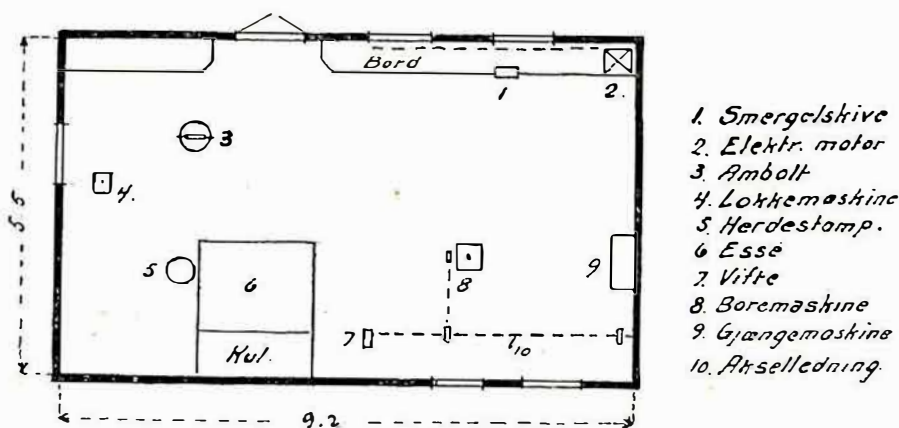 Bord
1
2.
3
4.
5.5
5
6
7
8
9
10
Kul.
9.2
1. Smergelskive
2. Elektr. motor
3. Ambolt
4. Lokkemaskine
5. Herdestamp.
6 Esse
7. Vifte
8. Boremaskine
9. Gjængemaskine
10. Akselledning.